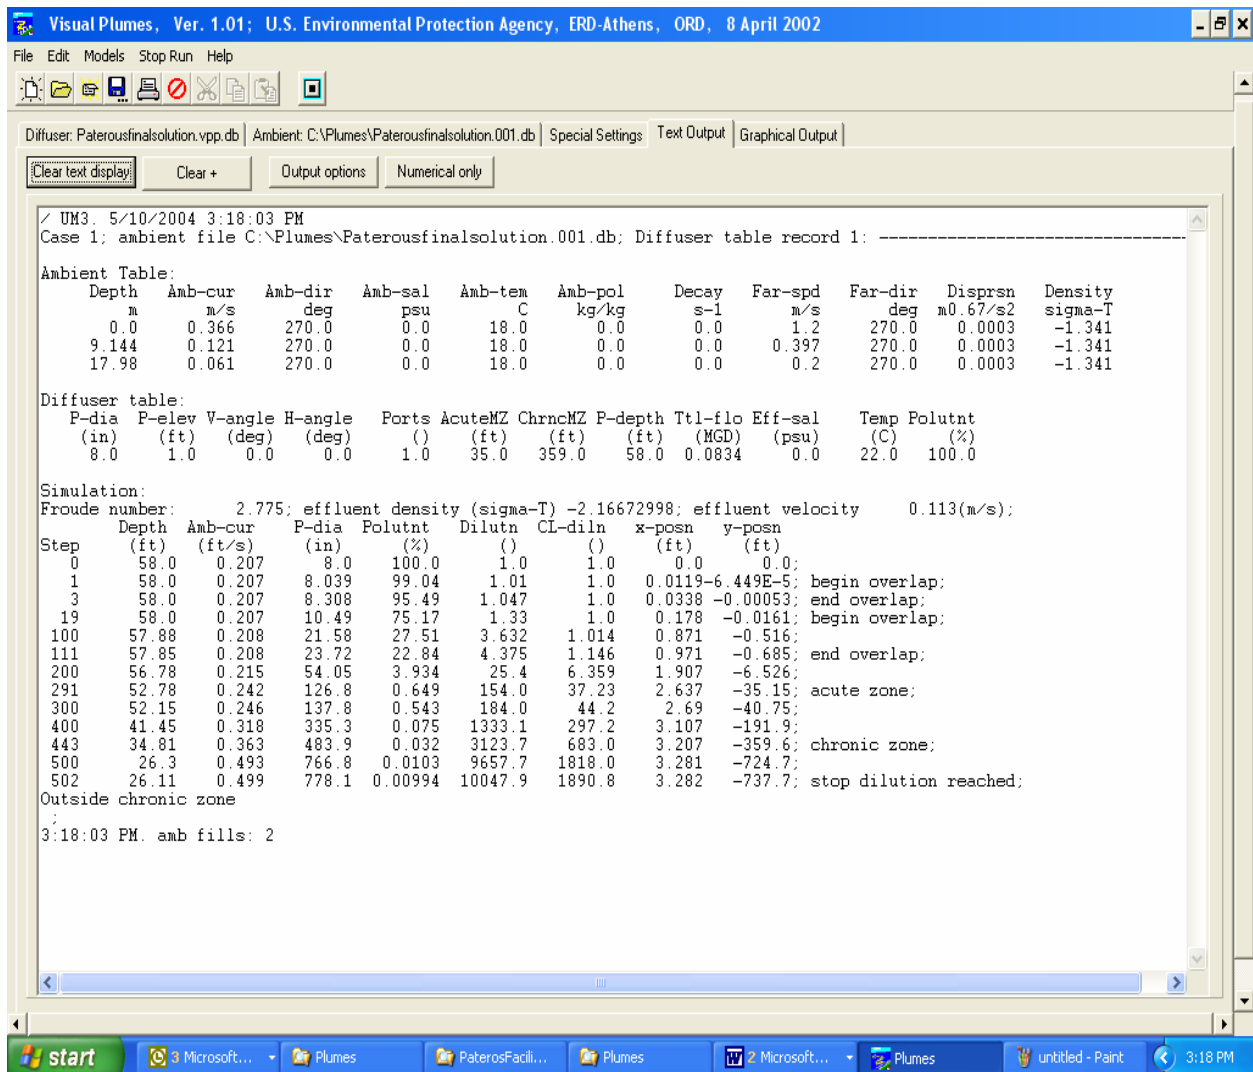 Visual Plumes, Ver. 1.01; U.S. Environmental Protection Agency, ERD-Athens, ORD, 8 April 2002
File Edit Models Stop Run Help
Diffuser: Paterousfinalsolution.vpp.db Ambient: C:\Plumes\Paterousfinalsolution.001.db Special Settings Text Output Graphical Output
Clear text display Clear + Output options Numerical only
/ UM3. 5/10/2004 3:18:03 PM
Case 1; ambient file C:\Plumes\Paterousfinalsolution.001.db; Diffuser table record 1: ----------------------------------
Ambient Table:
Depth Amb-cur Amb-dir Amb-sal Amb-tem Amb-pol Decay Far-spd Far-dir Disprsn Density
m m/s deg psu C kg/kg s-1 m/s deg m0.67/s2 sigma-T
0.0 0.366 270.0 0.0 18.0 0.0 0.0 1.2 270.0 0.0003 -1.341
9.144 0.121 270.0 0.0 18.0 0.0 0.0 0.397 270.0 0.0003 -1.341
17.98 0.061 270.0 0.0 18.0 0.0 0.0 0.2 270.0 0.0003 -1.341
Diffuser table:
P-dia P-elev V-angle H-angle Ports AcuteMZ ChrncMZ P-depth Ttl-flo Eff-sal Temp Polutnt
(in) (ft) (deg) (deg) () (ft) (ft) (ft) (MGD) (psu) (C) (%)
8.0 1.0 0.0 0.0 1.0 35.0 359.0 58.0 0.0834 0.0 22.0 100.0
Simulation:
Froude number: 2.775; effluent density (sigma-T) -2.16672998; effluent velocity 0.113(m/s);
Depth Amb-cur P-dia Polutnt Dilutn CL-diln x-posn y-posn
Step (ft) (ft/s) (in) (%) () () (ft) (ft)
0 58.0 0.207 8.0 100.0 1.0 1.0 0.0 0.0;
1 58.0 0.207 8.039 99.04 1.01 1.0 0.0119-6.449E-5; begin overlap;
3 58.0 0.207 8.308 95.49 1.047 1.0 0.0338 -0.00053; end overlap;
19 58.0 0.207 10.49 75.17 1.33 1.0 0.178 -0.0161; begin overlap;
100 57.88 0.208 21.58 27.51 3.632 1.014 0.871 -0.516;
111 57.85 0.208 23.72 22.84 4.375 1.146 0.971 -0.685; end overlap;
200 56.78 0.215 54.05 3.934 25.4 6.359 1.907 -6.526;
291 52.78 0.242 126.8 0.649 154.0 37.23 2.637 -35.15; acute zone;
300 52.15 0.246 137.8 0.543 184.0 44.2 2.69 -40.75;
400 41.45 0.318 335.3 0.075 1333.1 297.2 3.107 -191.9;
443 34.81 0.363 483.9 0.032 3123.7 683.0 3.207 -359.6; chronic zone;
500 26.3 0.493 766.8 0.0103 9657.7 1818.0 3.281 -724.7;
502 26.11 0.499 778.1 0.00994 10047.9 1890.8 3.282 -737.7; stop dilution reached;
Outside chronic zone
;
3:18:03 PM. amb fills: 2
start 3 Microsoft... Plumes PaterosFacili... Plumes 2 Microsoft... Plumes untitled - Paint 3:18 PM